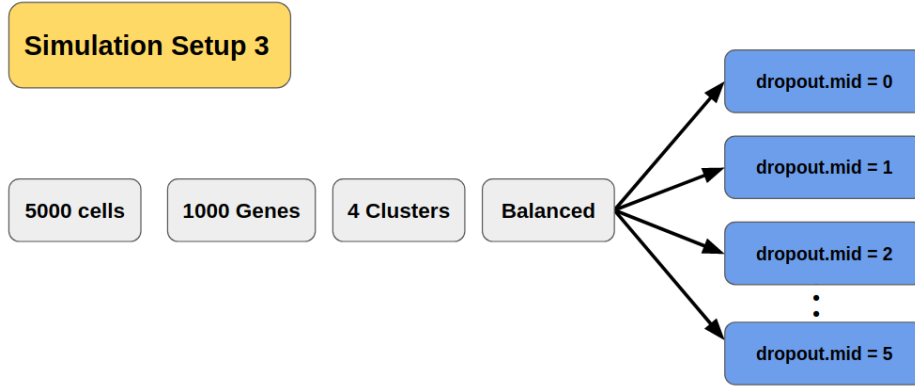 Simulation Setup 3
5000 cells
1000 Genes
4 Clusters
Balanced
dropout.mid = 0
dropout.mid = 1
dropout.mid = 2
dropout.mid = 5